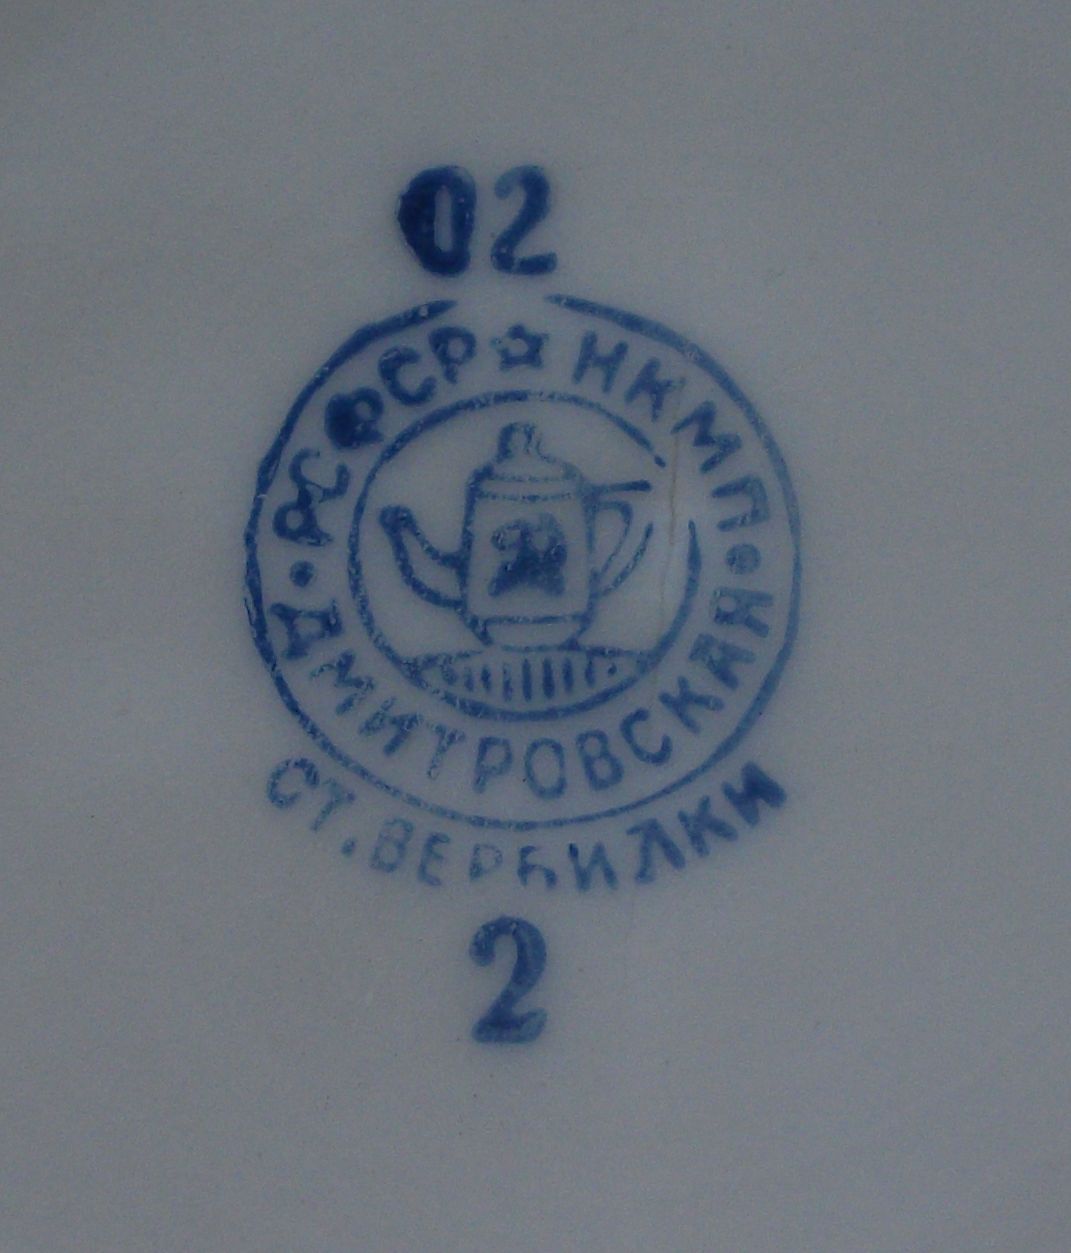 02
РСФСР ☆ НКМП
• ДМИТРОВСКАЯ •
СТ. ВЕРБИЛКИ
2